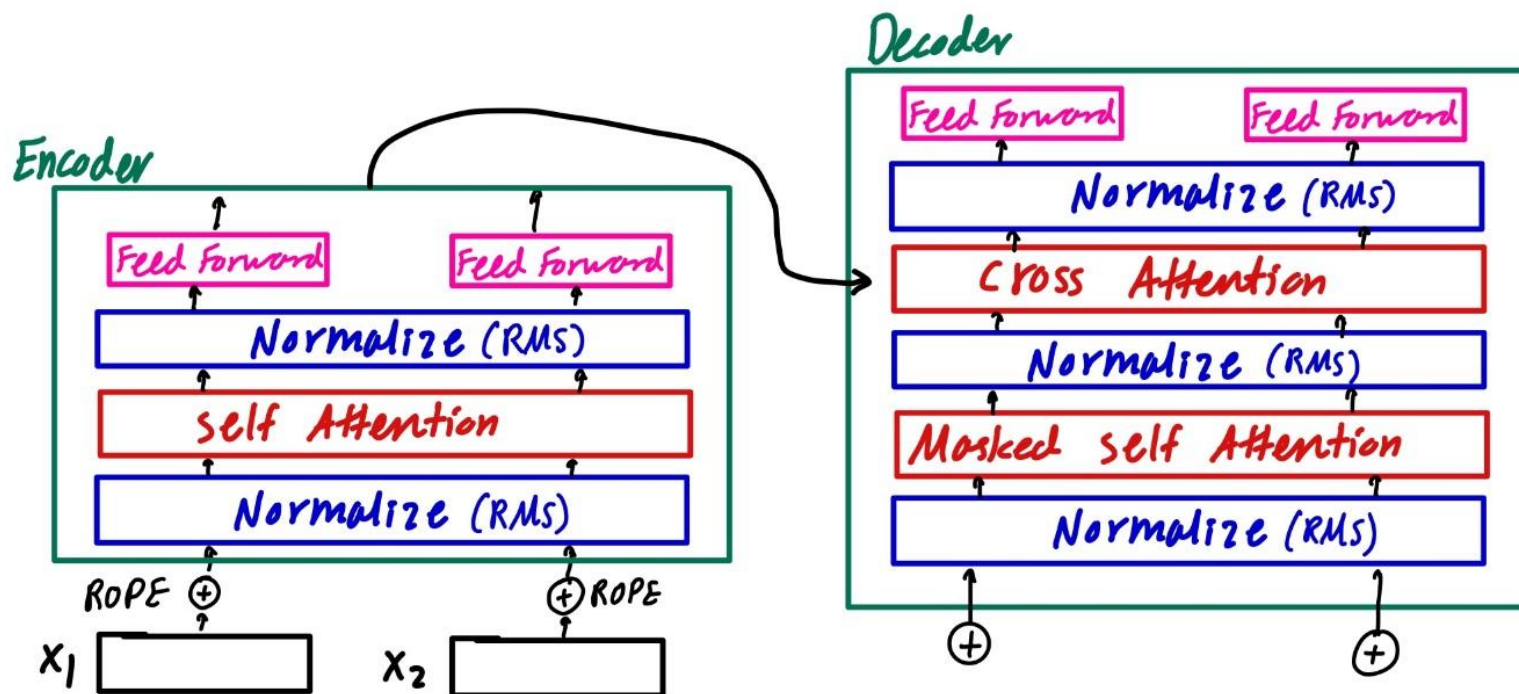 Encoder
Feed Forward
Feed Forward
Normalize (RMS)
self Attention
Normalize (RMS)
ROPE +
+ ROPE
X1
X2
Decoder
Feed Forward
Feed Forward
Normalize (RMS)
Cross Attention
Normalize (RMS)
Masked self Attention
Normalize (RMS)
+
+